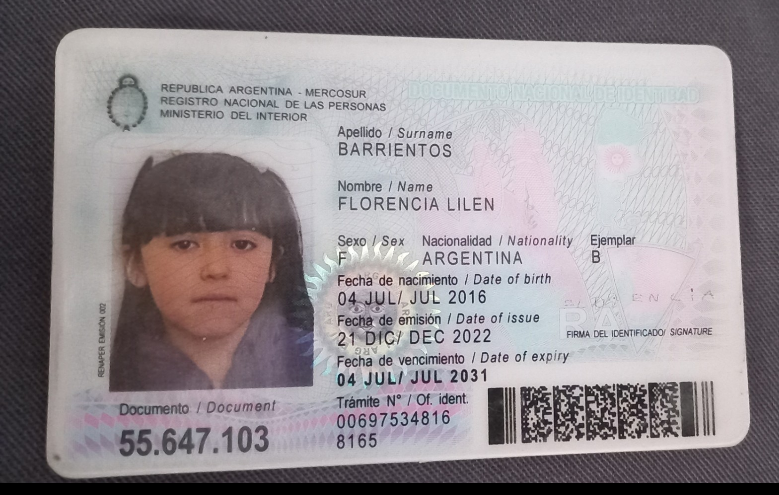 REPUBLICA ARGENTINA - MERCOSUR
REGISTRO NACIONAL DE LAS PERSONAS
MINISTERIO DEL INTERIOR
DOCUMENTO NACIONAL DE IDENTIDAD
Apellido / Surname
BARRIENTOS
Nombre / Name
FLORENCIA LILEN
Sexo / Sex Nacionalidad / Nationality Ejemplar
F ARGENTINA B
Fecha de nacimiento / Date of birth
04 JUL/ JUL 2016
Fecha de emisión / Date of issue
21 DIC/ DEC 2022
FIRMA DEL IDENTIFICADO/ SIGNATURE
Fecha de vencimiento / Date of expiry
04 JUL/ JUL 2031
Trámite N° / Of. ident.
00697534816
8165
RENAPER EMISIÓN 002
Documento / Document
55.647.103